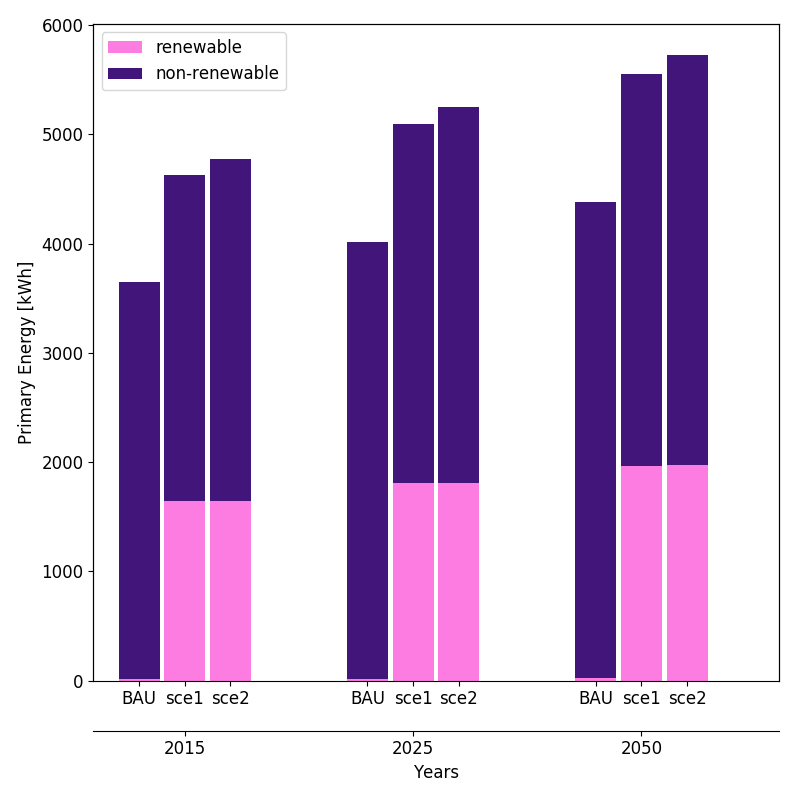 renewable
non-renewable
6000
5000
4000
3000
2000
1000
0
Primary Energy [kWh]
BAU sce1 sce2 BAU sce1 sce2 BAU sce1 sce2
2015 2025 2050
Years